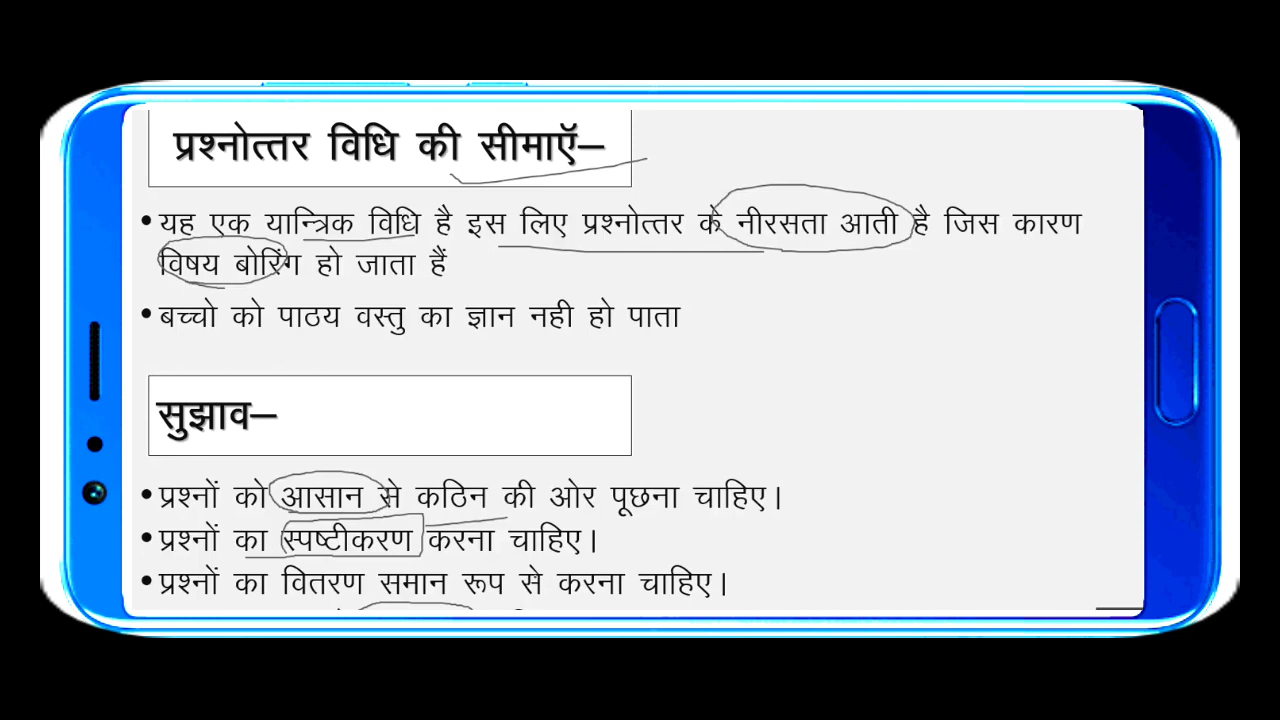 प्रश्नोत्तर विधि की सीमाऍ–
• यह एक यान्त्रिक विधि है इस लिए प्रश्नोत्तर के नीरसता आती है जिस कारण
विषय बोरिंग हो जाता हैं
• बच्चो को पाठय वस्तु का ज्ञान नही हो पाता
सुझाव–
• प्रश्नों को आसान से कठिन की ओर पूछना चाहिए।
• प्रश्नों का स्पष्टीकरण करना चाहिए।
• प्रश्नों का वितरण समान रूप से करना चाहिए।